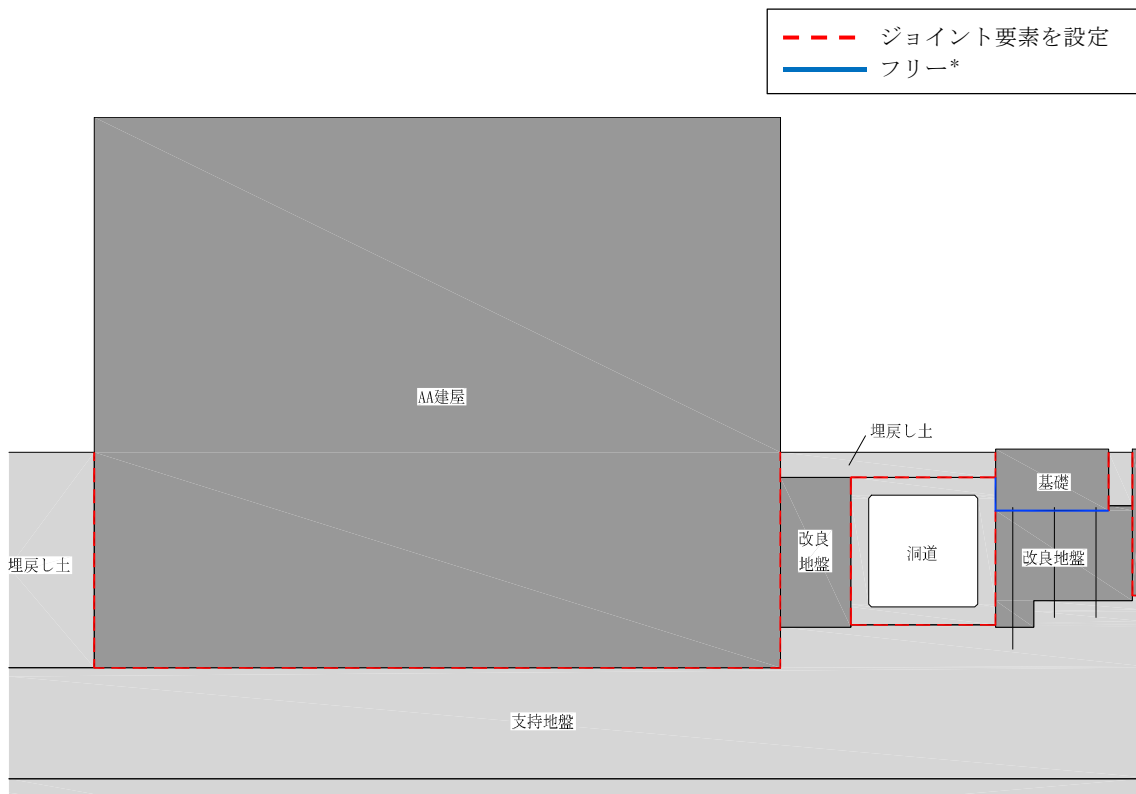 ジョイント要素を設定
フリー*
AA建屋
埋戻し土
基礎
改良
地盤
洞道
改良地盤
埋戻し土
支持地盤